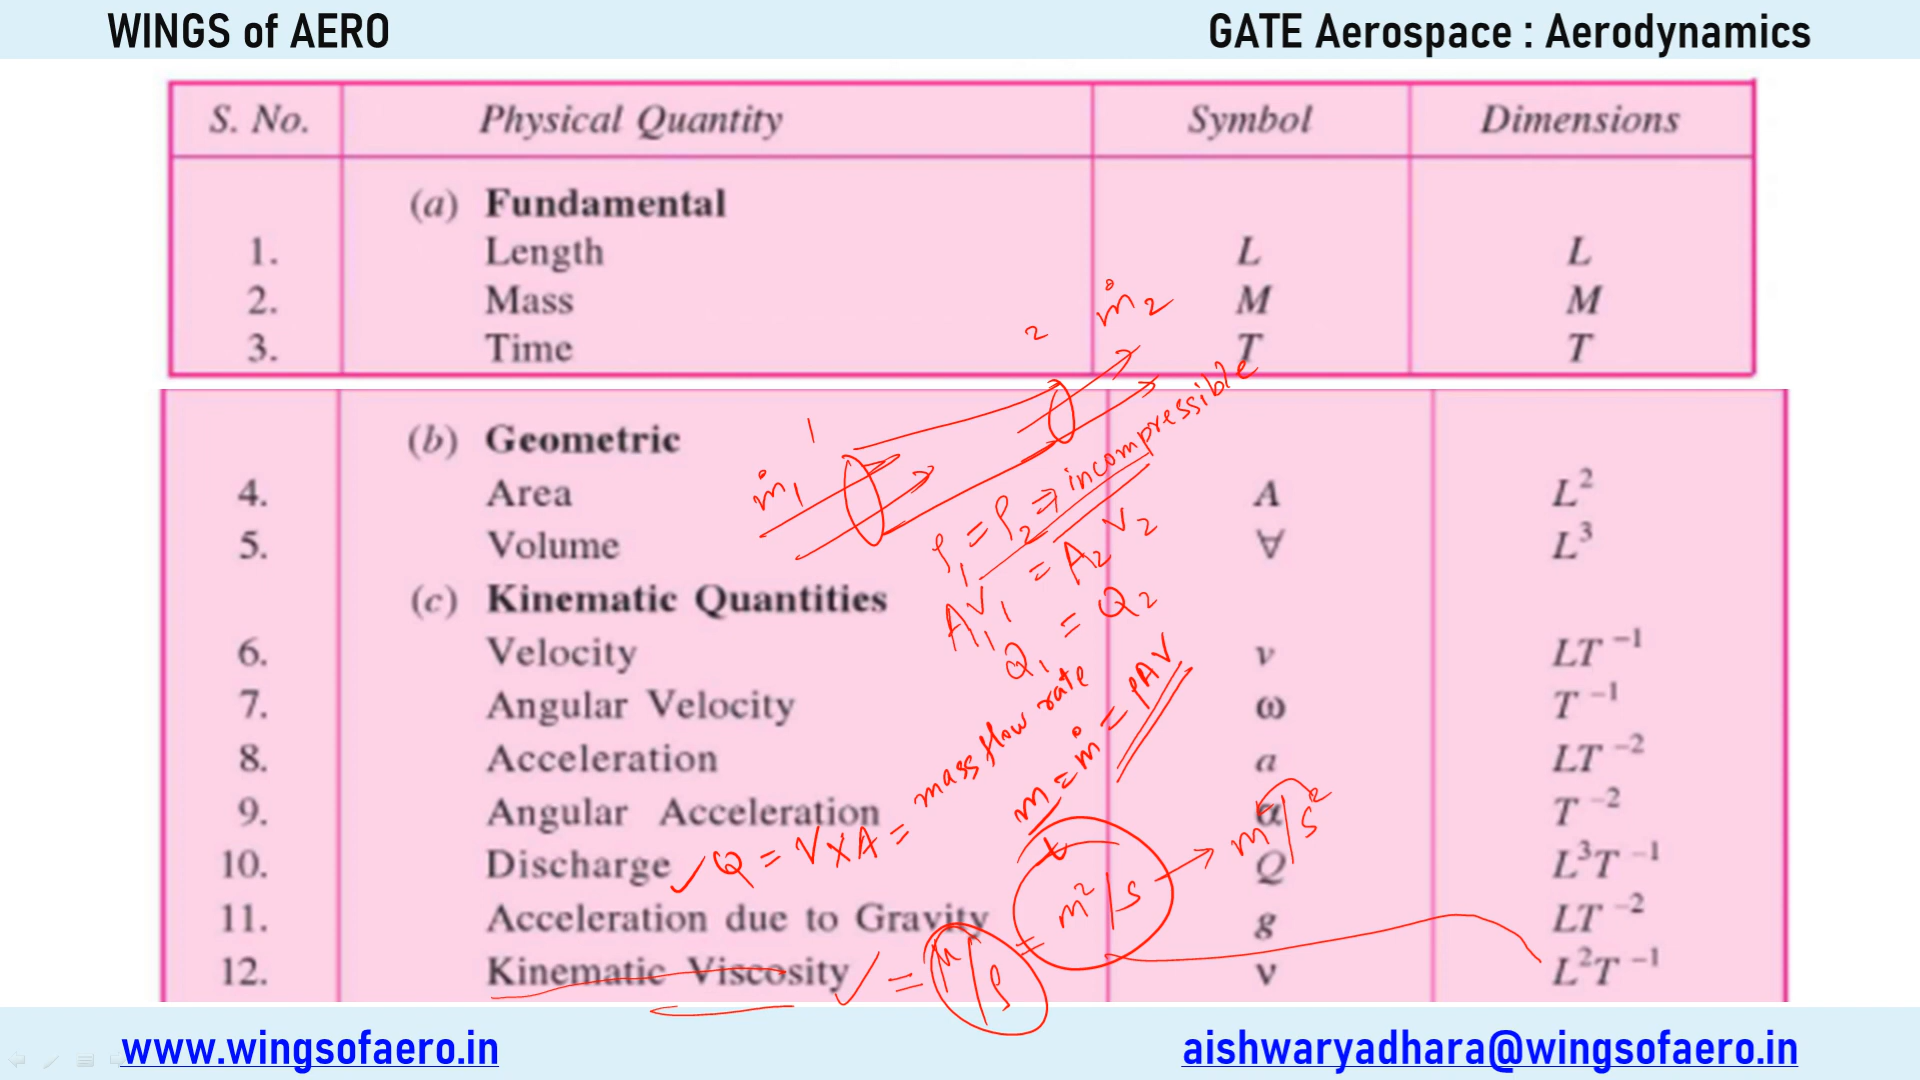 WINGS of AERO GATE Aerospace : Aerodynamics
S. No. Physical Quantity Symbol Dimensions
(a) Fundamental
1. Length L L
2. Mass M M
3. Time T T
(b) Geometric
4. Area A L²
5. Volume ∀ L³
(c) Kinematic Quantities
6. Velocity v LT⁻¹
7. Angular Velocity ω T⁻¹
8. Acceleration a LT⁻²
9. Angular Acceleration α T⁻²
10. Discharge Q L³T⁻¹
11. Acceleration due to Gravity g LT⁻²
12. Kinematic Viscosity ν L²T⁻¹
1
2
ṁ₁
ṁ₂
ρ₁ = ρ₂ ⇒ incompressible
A₁V₁ = A₂V₂
Q₁ = Q₂
Q = V×A = mass flow rate
m/t = ṁ = ρAV
= μ/ρ = m²/s → m/s²
www.wingsofaero.in aishwaryadhara@wingsofaero.in